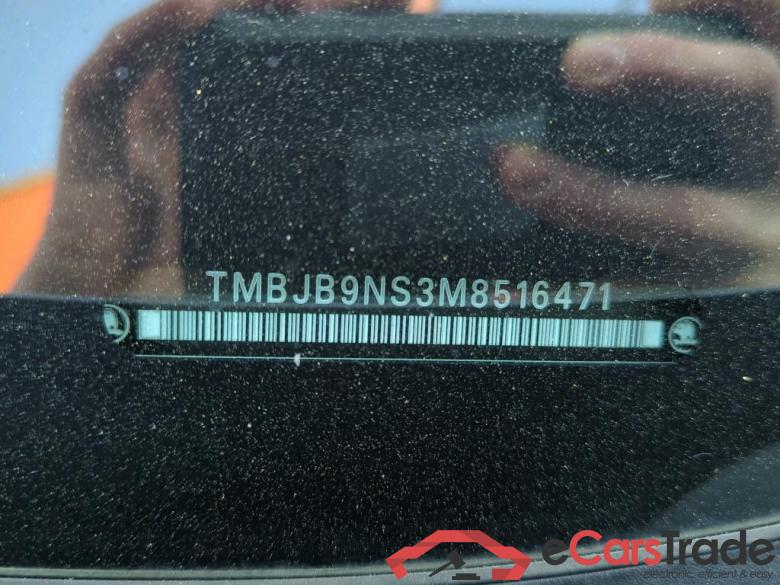 TMBJB9NS3M8516471
eCarsTrade
electronic, efficient & easy